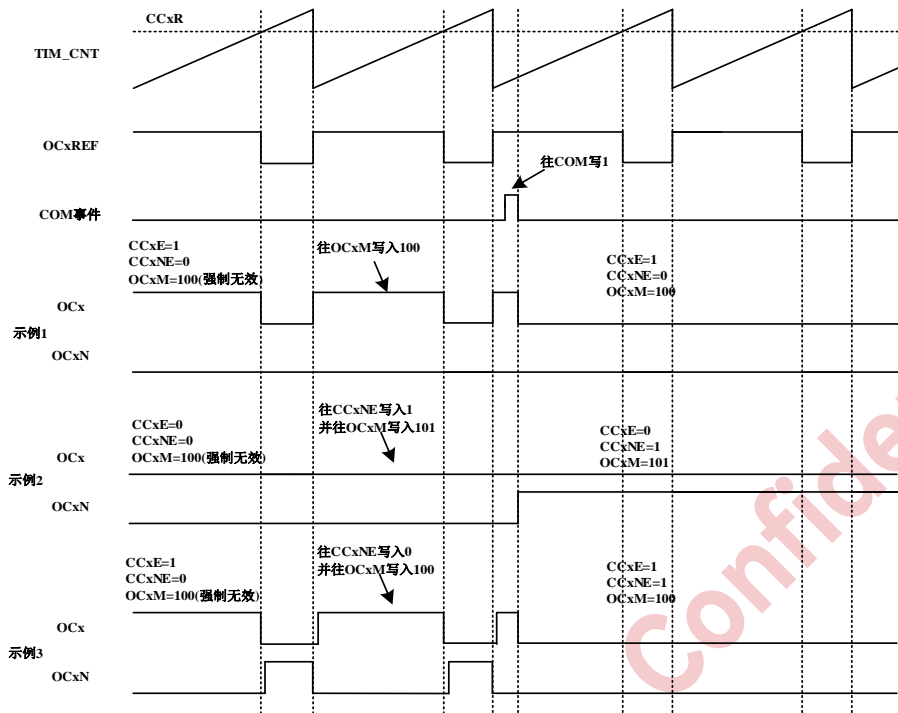 CCxR
TIM_CNT
OCxREF
往COM写1
COM事件
CCxE=1
CCxNE=0
OCxM=100(强制无效)
往OCxM写入100
CCxE=1
CCxNE=0
OCxM=100
OCx
示例1
OCxN
CCxE=0
CCxNE=0
OCxM=100(强制无效)
往CCxNE写入1
并往OCxM写入101
CCxE=0
CCxNE=1
OCxM=101
OCx
示例2
OCxN
CCxE=1
CCxNE=0
OCxM=100(强制无效)
往CCxNE写入0
并往OCxM写入100
CCxE=1
CCxNE=1
OCxM=100
OCx
示例3
OCxN
Confide